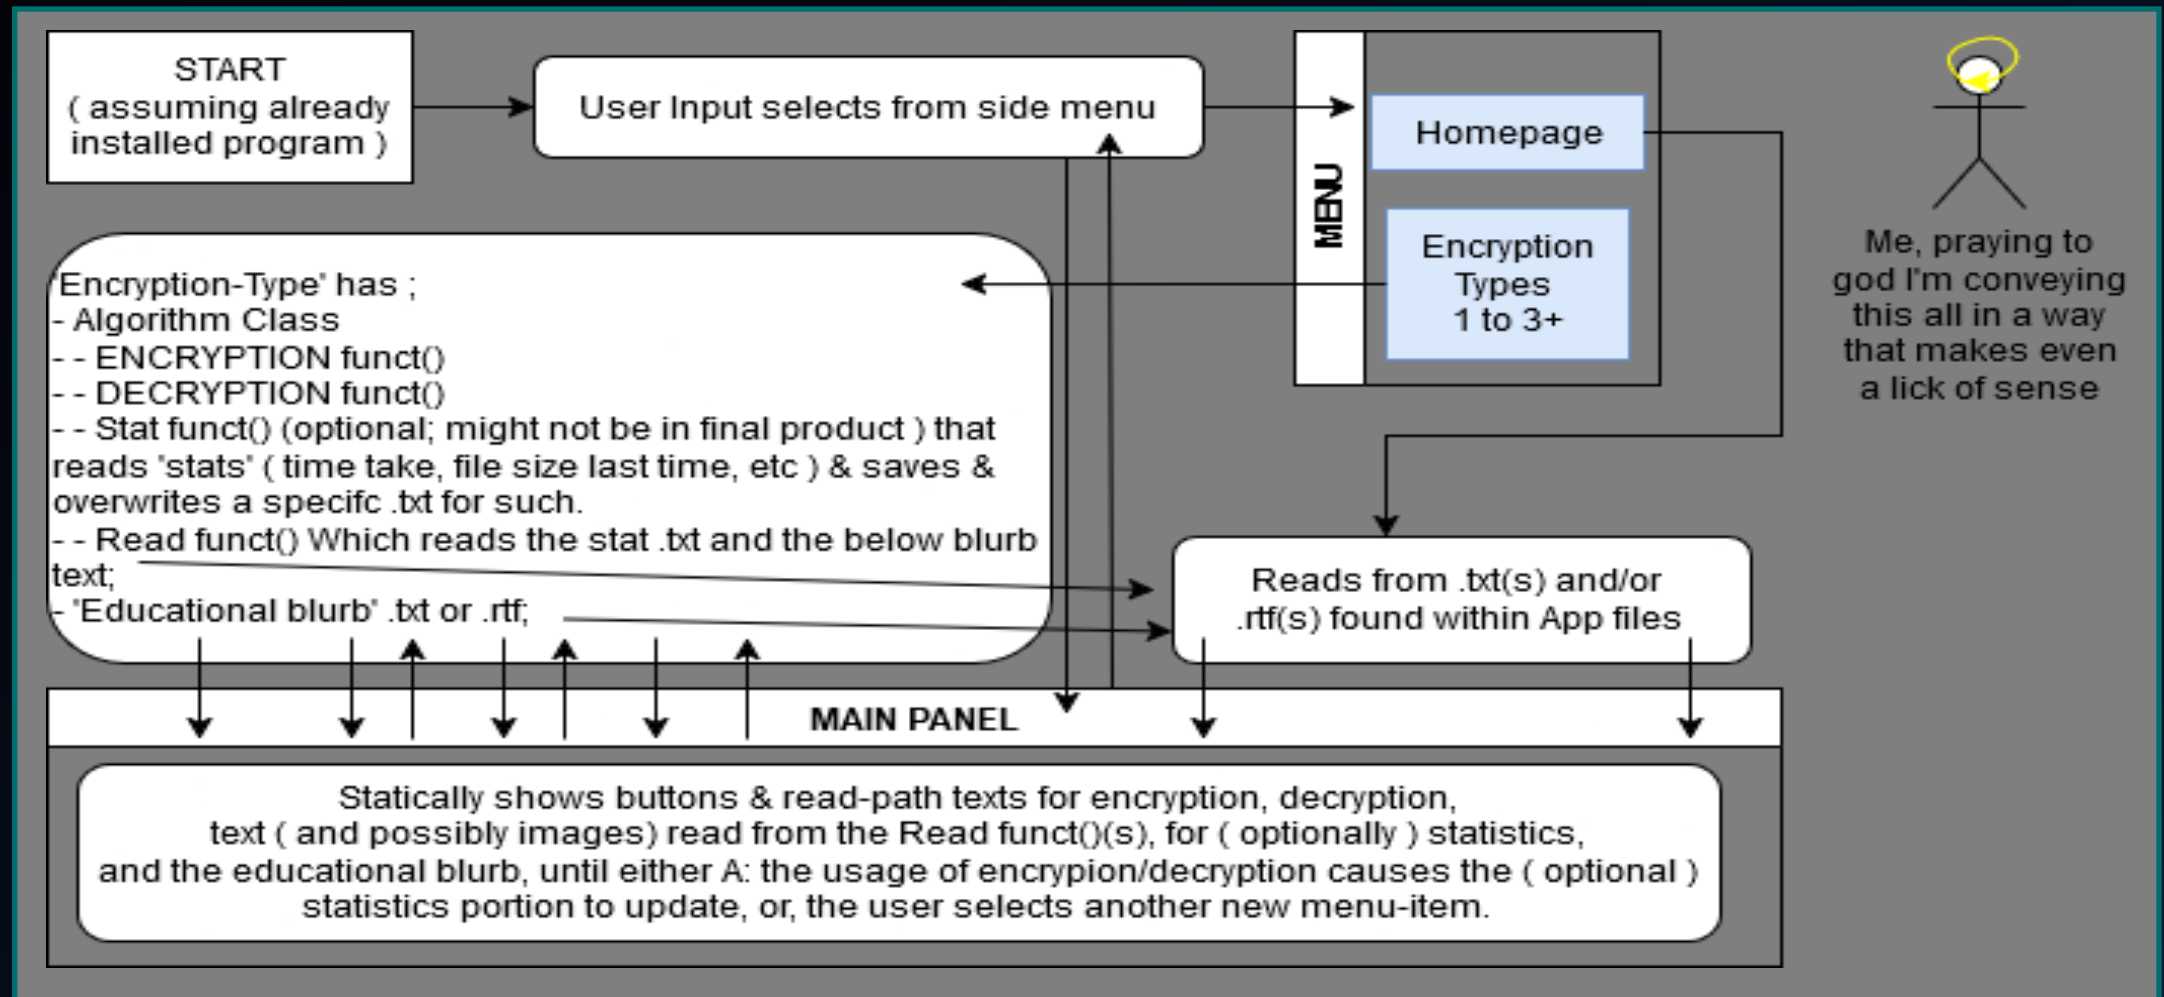 START
( assuming already
installed program )
User Input selects from side menu
MENU
Homepage
Encryption
Types
1 to 3+
Me, praying to
god I'm conveying
this all in a way
that makes even
a lick of sense
'Encryption-Type' has ;
- Algorithm Class
- - ENCRYPTION funct()
- - DECRYPTION funct()
- - Stat funct() (optional; might not be in final product ) that
reads 'stats' ( time take, file size last time, etc ) & saves &
overwrites a specifc .txt for such.
- - Read funct() Which reads the stat .txt and the below blurb
text;
- 'Educational blurb' .txt or .rtf;
Reads from .txt(s) and/or
.rtf(s) found within App files
MAIN PANEL
Statically shows buttons & read-path texts for encryption, decryption,
text ( and possibly images) read from the Read funct()(s), for ( optionally ) statistics,
and the educational blurb, until either A: the usage of encrypion/decryption causes the ( optional )
statistics portion to update, or, the user selects another new menu-item.